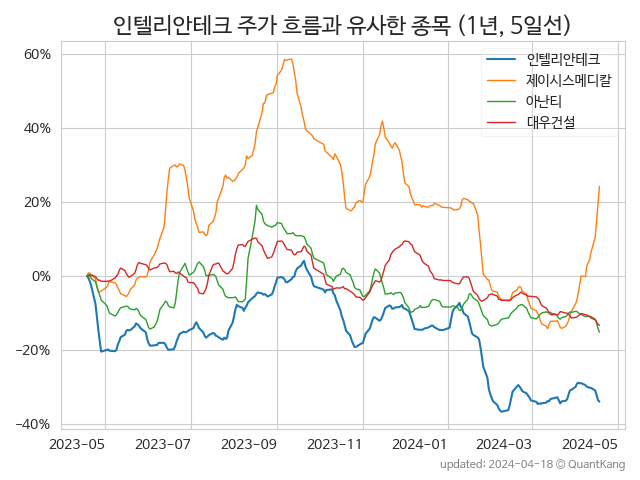 인텔리안테크 주가 흐름과 유사한 종목 (1년, 5일선)
인텔리안테크
제이시스메디칼
아난티
대우건설
60%
40%
20%
0%
−20%
−40%
2023-05 2023-07 2023-09 2023-11 2024-01 2024-03 2024-05
updated: 2024-04-18 © QuantKang